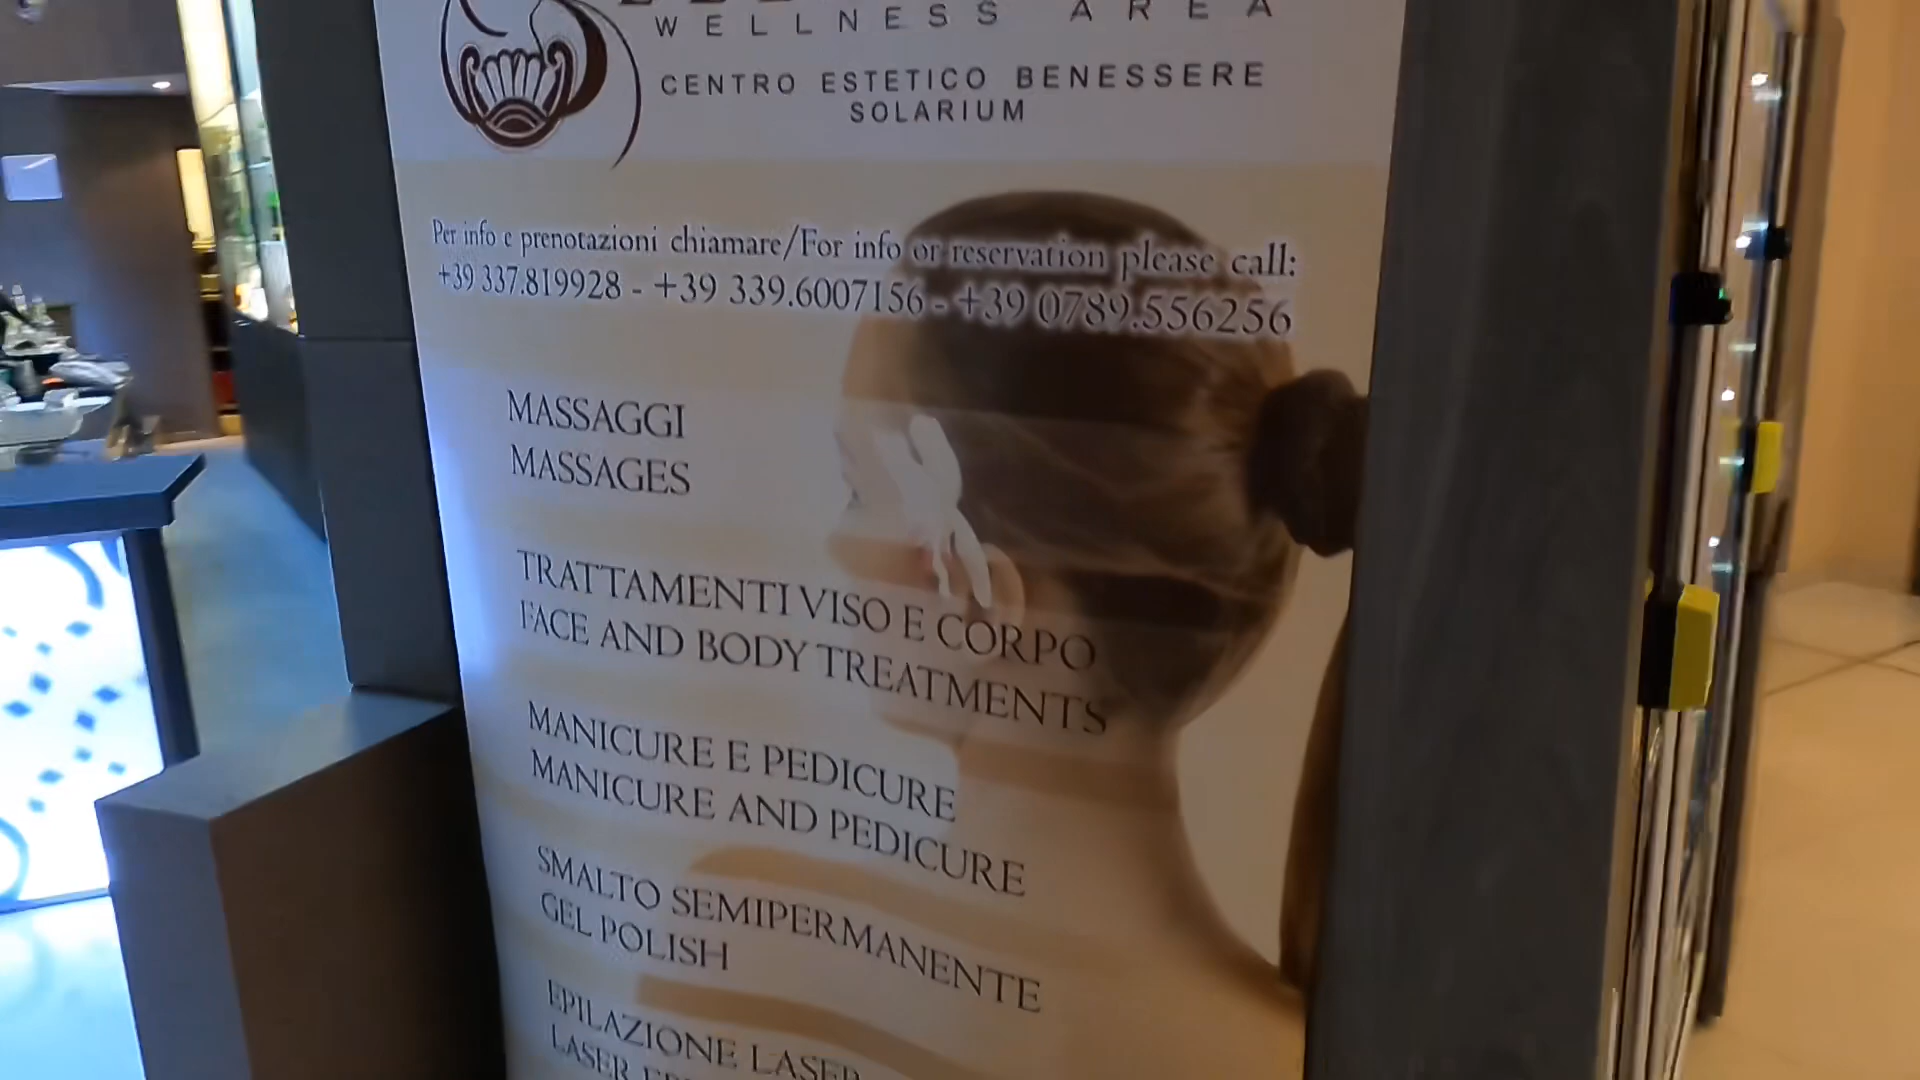 WELLNESS AREA
CENTRO ESTETICO BENESSERE
SOLARIUM
Per info e prenotazioni chiamare/For info or reservation please call:
+39 337.819928 - +39 339.6007156 - +39 0789.556256
MASSAGGI
MASSAGES
TRATTAMENTI VISO E CORPO
FACE AND BODY TREATMENTS
MANICURE E PEDICURE
MANICURE AND PEDICURE
SMALTO SEMIPERMANENTE
GEL POLISH
EPILAZIONE LASER
LASER